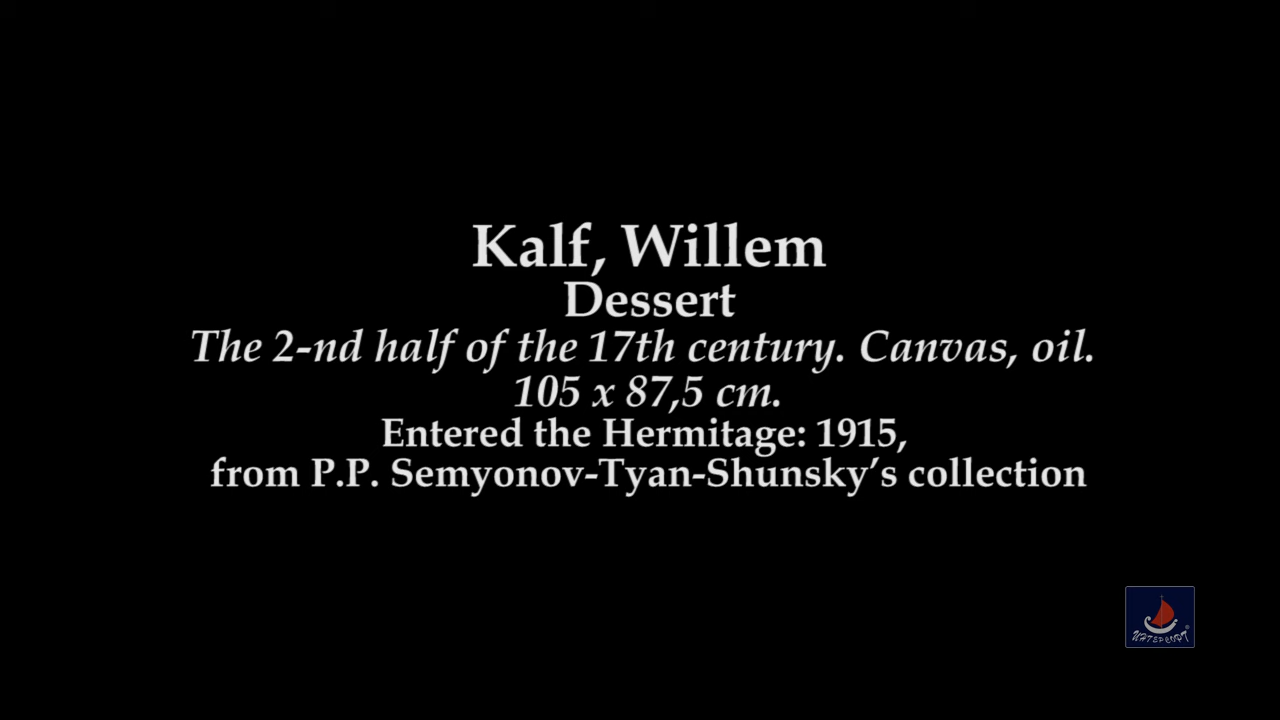 Kalf, Willem
Dessert
The 2-nd half of the 17th century. Canvas, oil.
105 x 87,5 cm.
Entered the Hermitage: 1915,
from P.P. Semyonov-Tyan-Shunsky’s collection
ИНТЕРСОФТ